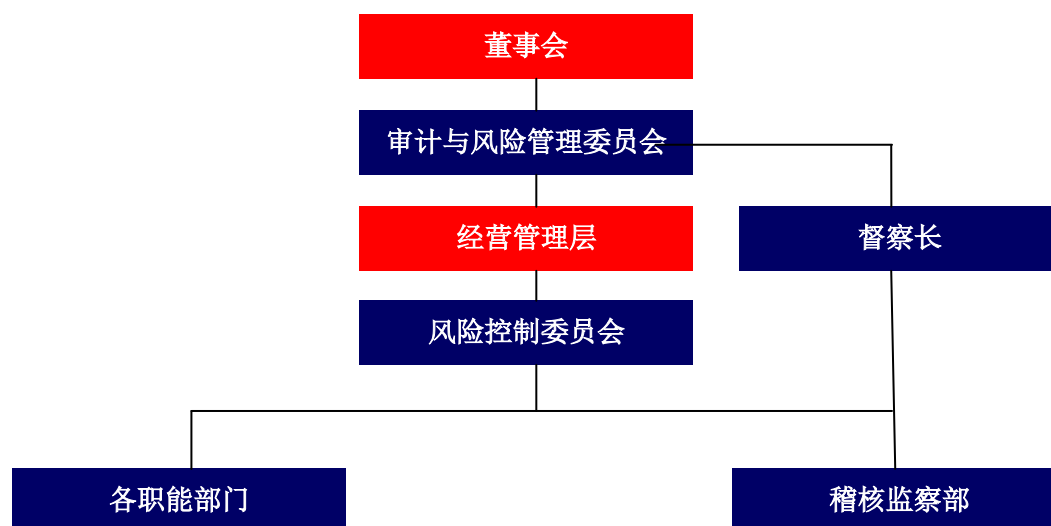 董事会
审计与风险管理委员会
经营管理层
督察长
风险控制委员会
各职能部门
稽核监察部